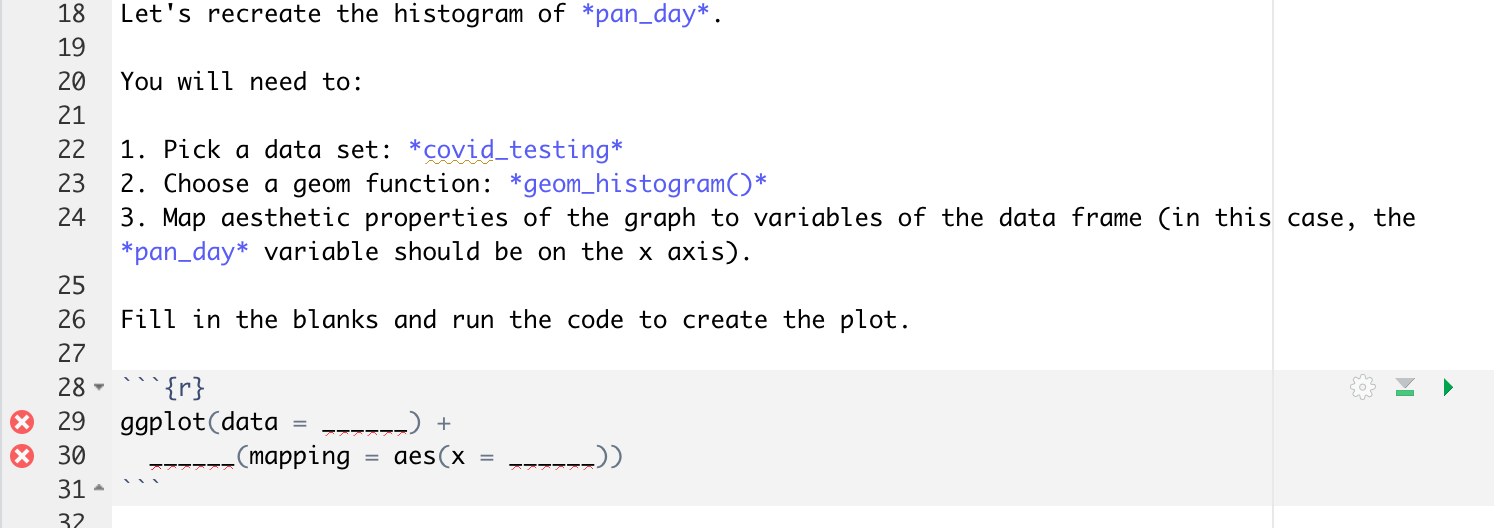 18 Let's recreate the histogram of *pan_day*.
19
20 You will need to:
21
22 1. Pick a data set: *covid_testing*
23 2. Choose a geom function: *geom_histogram()*
24 3. Map aesthetic properties of the graph to variables of the data frame (in this case, the
*pan_day* variable should be on the x axis).
25
26 Fill in the blanks and run the code to create the plot.
27
28 ```{r}
29 ggplot(data = ______) +
30   ______(mapping = aes(x = ______))
31 ```
32